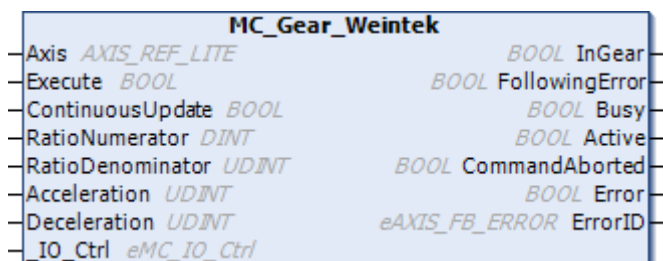 MC_Gear_Weintek
Axis AXIS_REF_LITE BOOL InGear
Execute BOOL BOOL FollowingError
ContinuousUpdate BOOL BOOL Busy
RatioNumerator DINT BOOL Active
RatioDenominator UDINT BOOL CommandAborted
Acceleration UDINT BOOL Error
Deceleration UDINT eAXIS_FB_ERROR ErrorID
_IO_Ctrl eMC_IO_Ctrl